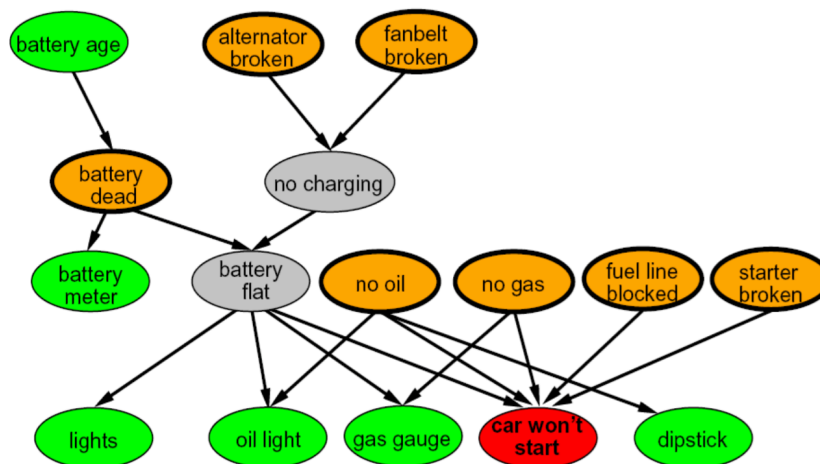 battery age
alternator
broken
fanbelt
broken
battery
dead
no charging
battery
meter
battery
flat
no oil
no gas
fuel line
blocked
starter
broken
lights
oil light
gas gauge
car won't
start
dipstick